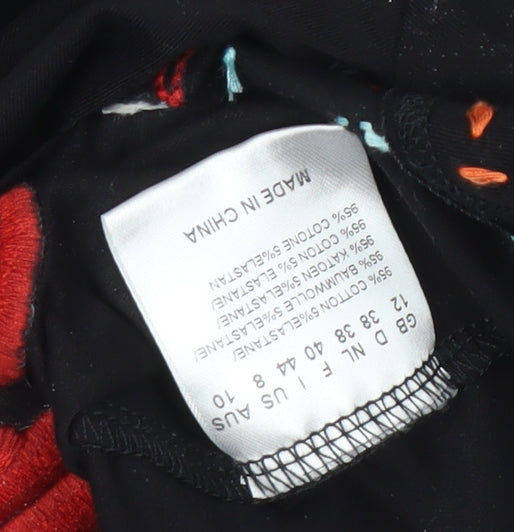 GB D NL F I US AUS
12 38 38 40 44 8 10
95% COTTON 5%ELASTANE/
95% BAUMWOLLE 5%ELASTANE/
95% KATOEN 5%ELASTANE/
95% COTON 5% ELASTANE/
95% COTONE 5%ELASTAN
MADE IN CHINA